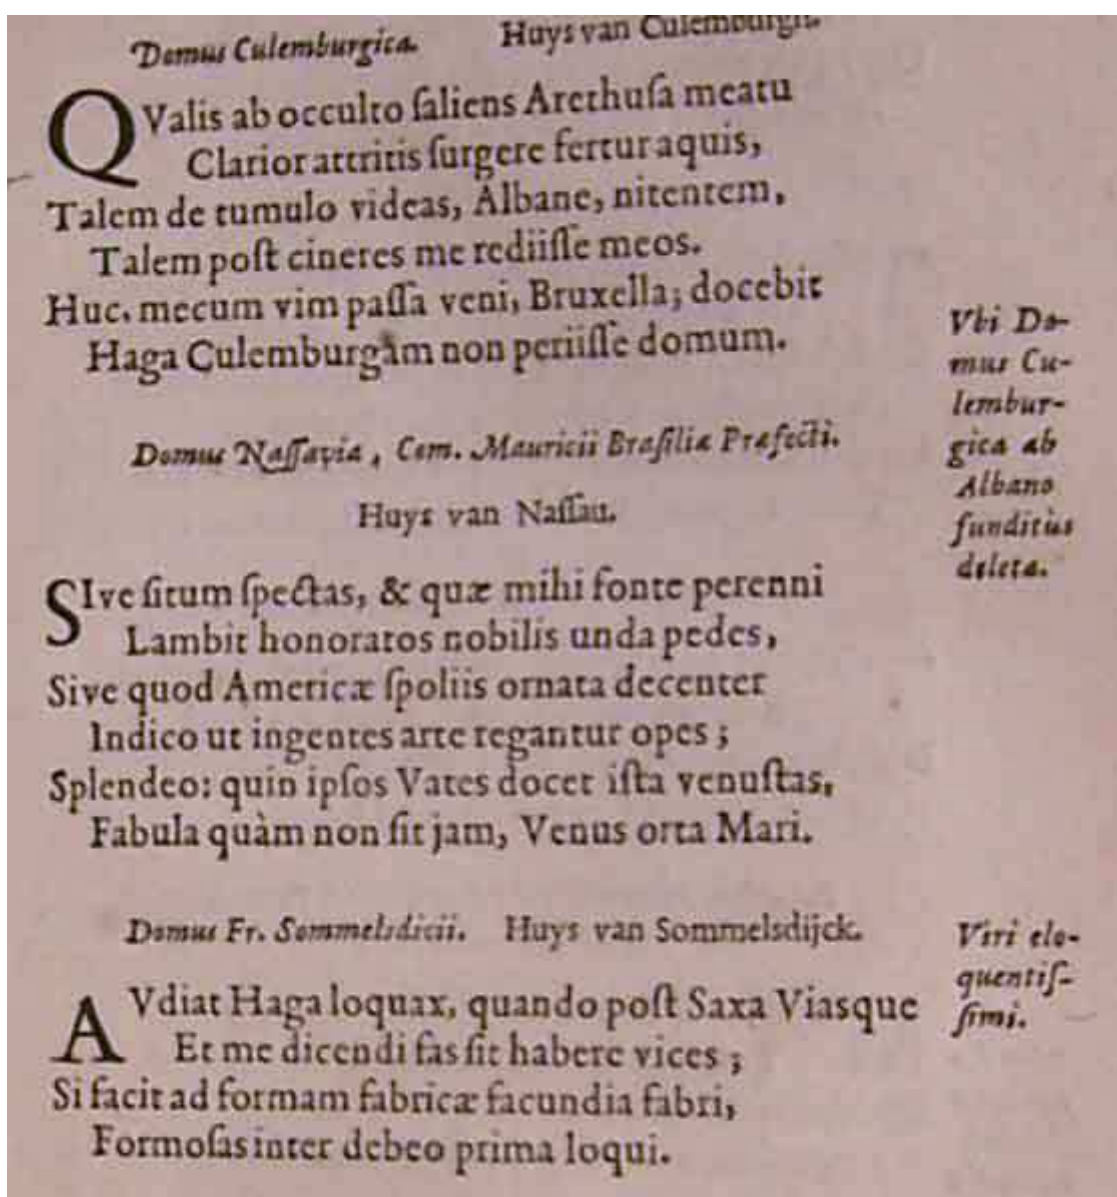 Domus Culemburgica. Huys van Culemburgh.
QValis ab occulto ſaliens Arethuſa meatu
Clarior attritis ſurgere fertur aquis,
Talem de tumulo videas, Albane, nitentem,
Talem poſt cineres me rediiſſe meos.
Huc, mecum vim paſſa veni, Bruxella; docebit
Haga Culemburgam non periiſſe domum.
Vbi Do-
mus Cu-
lembur-
gica ab
Albano
funditùs
deleta.
Domus Naſſavia, Com. Mauricii Braſiliæ Præfecti.
Huys van Naſſau.
SIve ſitum ſpectas, & quæ mihi fonte perenni
Lambit honoratos nobilis unda pedes,
Sive quod Americæ ſpoliis ornata decenter
Indico ut ingentes arte regantur opes;
Splendeo: quin ipſos Vates docet iſta venuſtas,
Fabula quàm non ſit jam, Venus orta Mari.
Domus Fr. Sommelsdicii. Huys van Sommelsdijck.
AVdiat Haga loquax, quando poſt Saxa Viasque
Et me dicendi fas ſit habere vices;
Si facit ad formam fabricæ facundia fabri,
Formoſas inter debeo prima loqui.
Viri elo-
quentiſ-
ſimi.